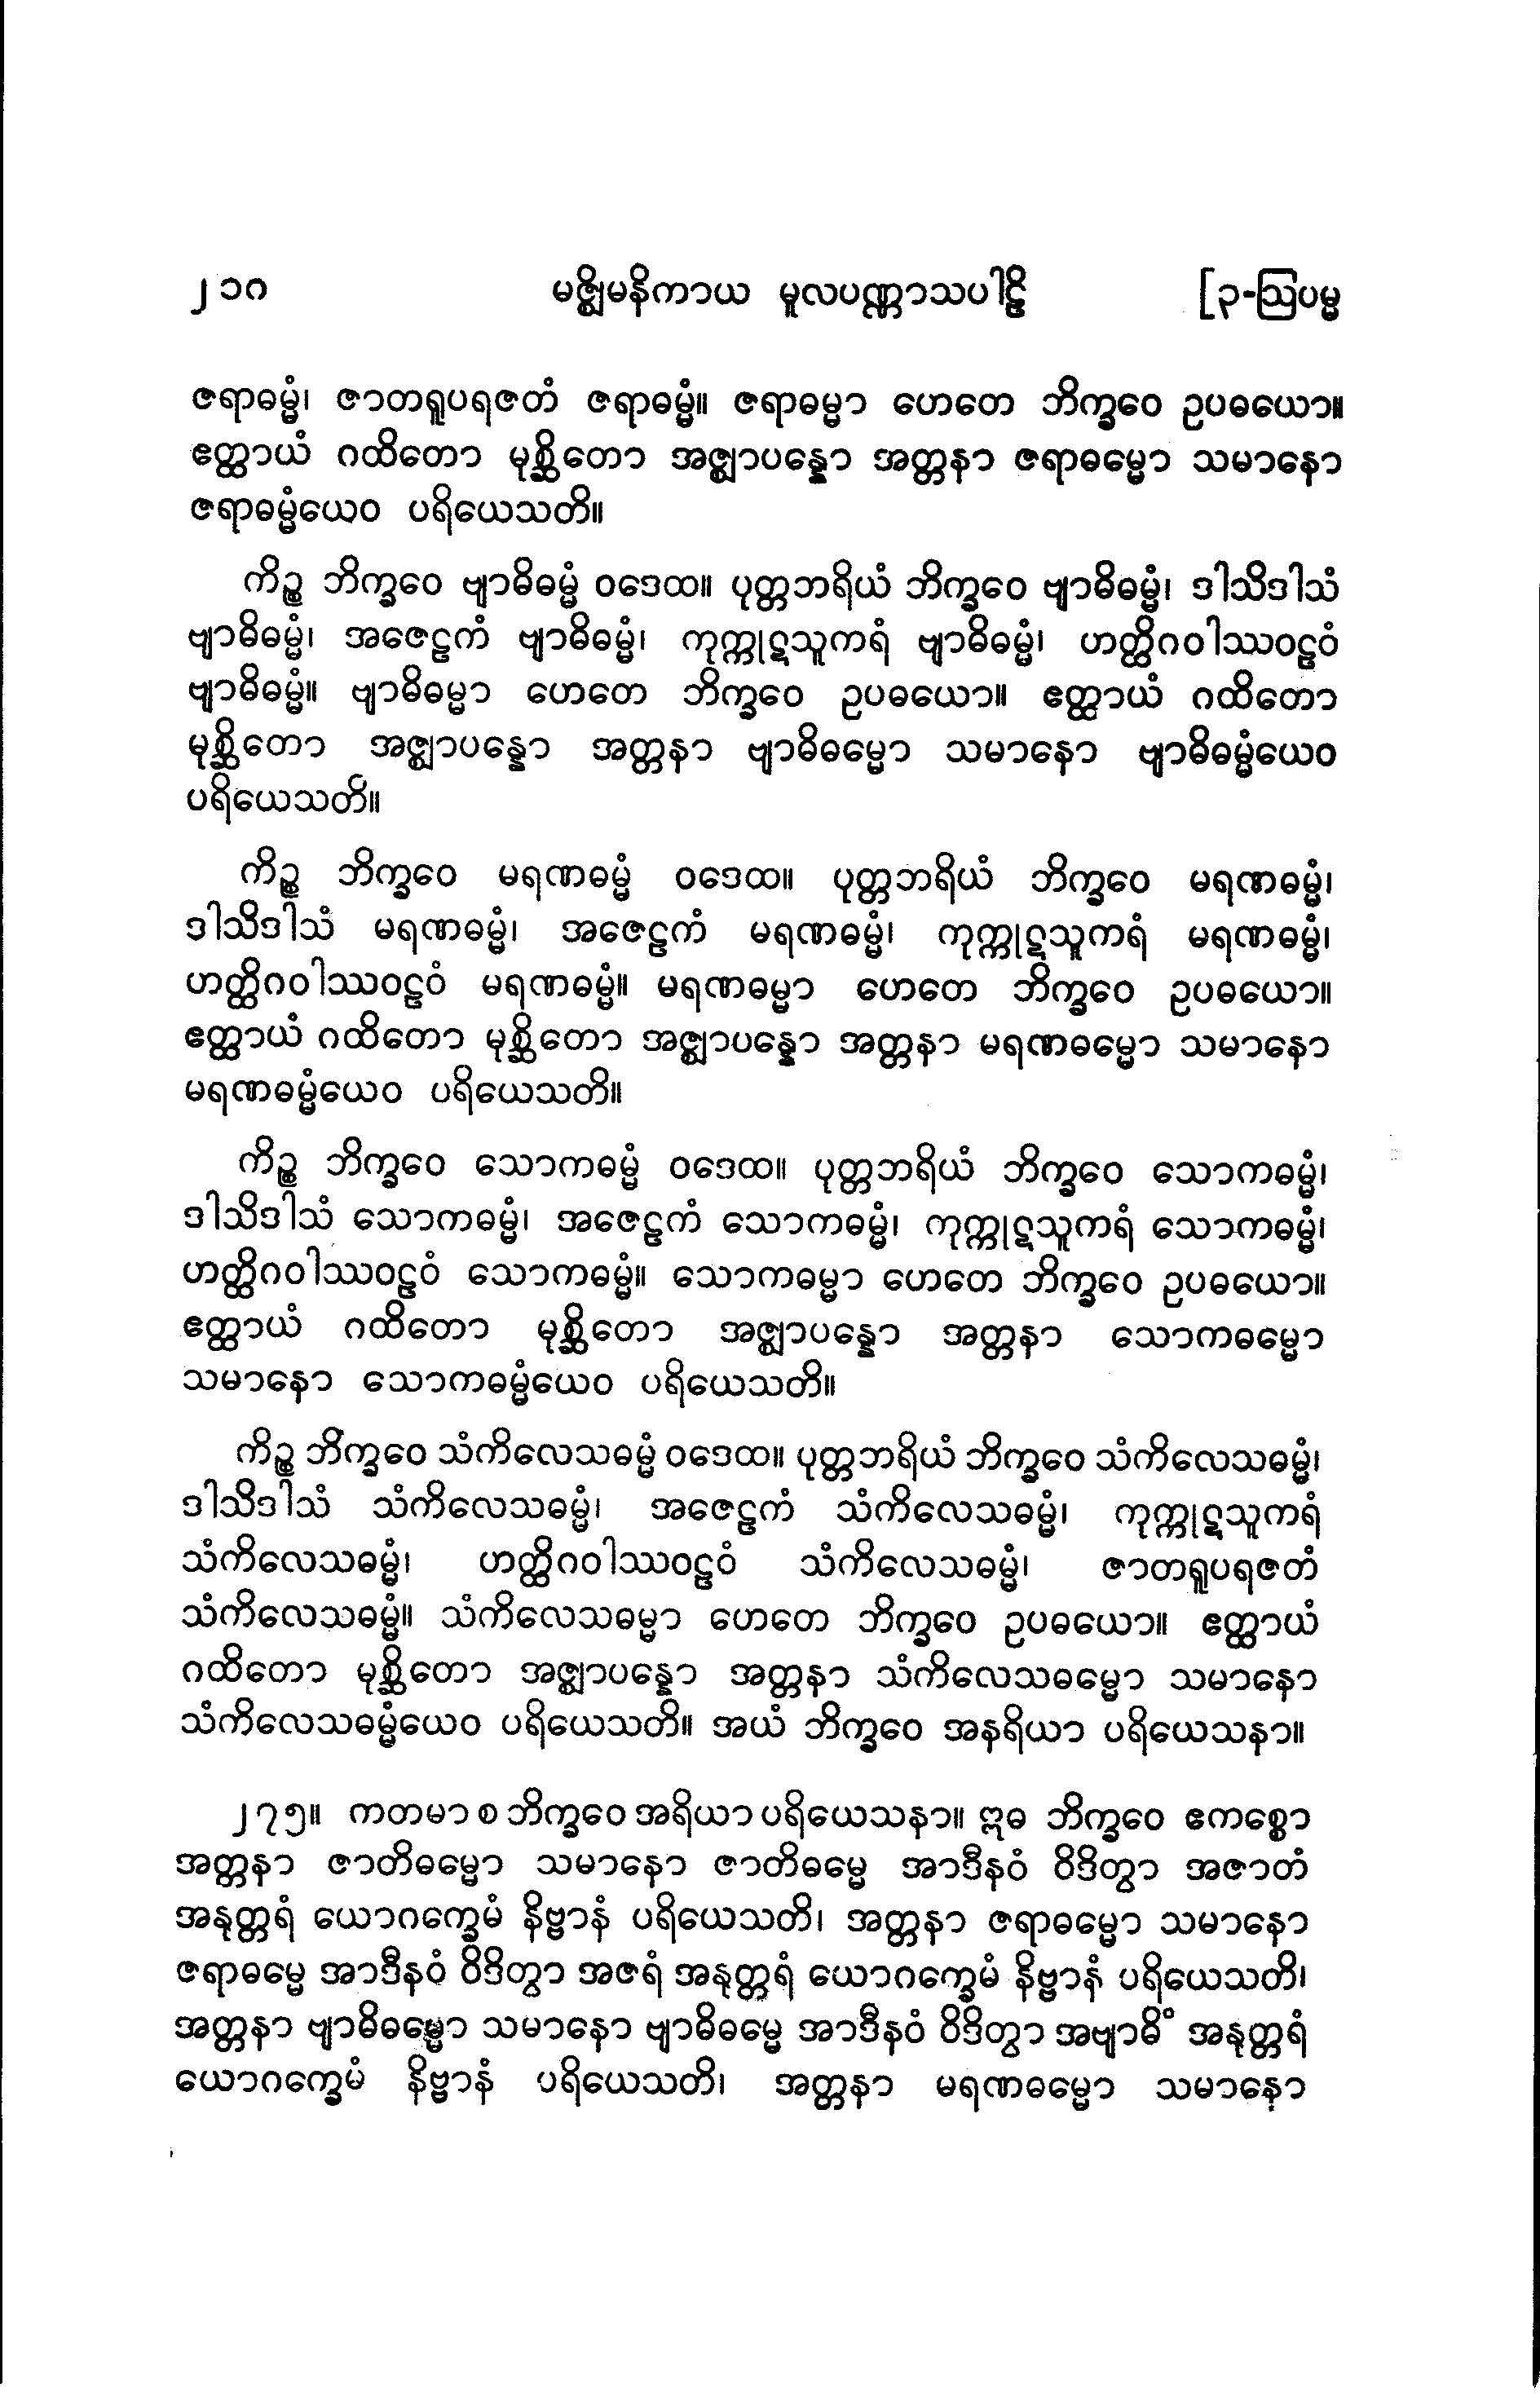 ၂၁၈ မဇ္ဈိမနိကာယ မူလပဏ္ဏာသပါဠိ [၃-ဩပမ္မ
ဇရာဓမ္မံ၊ ဇာတရူပရဇတံ ဇရာဓမ္မံ။ ဇရာဓမ္မာ ဟေတေ ဘိက္ခဝေ ဥပဓယော။
ဧတ္ထာယံ ဂထိတော မုစ္ဆိတော အဇ္ဈာပန္နော အတ္တနာ ဇရာဓမ္မော သမာနော
ဇရာဓမ္မံယေဝ ပရိယေသတိ။
ကိဉ္စ ဘိက္ခဝေ ဗျာဓိဓမ္မံ ဝဒေထ။ ပုတ္တဘရိယံ ဘိက္ခဝေ ဗျာဓိဓမ္မံ၊ ဒါသိဒါသံ
ဗျာဓိဓမ္မံ၊ အဇေဠကံ ဗျာဓိဓမ္မံ၊ ကုက္ကုဋသူကရံ ဗျာဓိဓမ္မံ၊ ဟတ္ထိဂဝါဿဝဠဝံ
ဗျာဓိဓမ္မံ။ ဗျာဓိဓမ္မာ ဟေတေ ဘိက္ခဝေ ဥပဓယော။ ဧတ္ထာယံ ဂထိတော
မုစ္ဆိတော အဇ္ဈာပန္နော အတ္တနာ ဗျာဓိဓမ္မော သမာနော ဗျာဓိဓမ္မံယေဝ
ပရိယေသတိ။
ကိဉ္စ ဘိက္ခဝေ မရဏဓမ္မံ ဝဒေထ။ ပုတ္တဘရိယံ ဘိက္ခဝေ မရဏဓမ္မံ၊
ဒါသိဒါသံ မရဏဓမ္မံ၊ အဇေဠကံ မရဏဓမ္မံ၊ ကုက္ကုဋသူကရံ မရဏဓမ္မံ၊
ဟတ္ထိဂဝါဿဝဠဝံ မရဏဓမ္မံ။ မရဏဓမ္မာ ဟေတေ ဘိက္ခဝေ ဥပဓယော။
ဧတ္ထာယံ ဂထိတော မုစ္ဆိတော အဇ္ဈာပန္နော အတ္တနာ မရဏဓမ္မော သမာနော
မရဏဓမ္မံယေဝ ပရိယေသတိ။
ကိဉ္စ ဘိက္ခဝေ သောကဓမ္မံ ဝဒေထ။ ပုတ္တဘရိယံ ဘိက္ခဝေ သောကဓမ္မံ၊
ဒါသိဒါသံ သောကဓမ္မံ၊ အဇေဠကံ သောကဓမ္မံ၊ ကုက္ကုဋသူကရံ သောကဓမ္မံ၊
ဟတ္ထိဂဝါဿဝဠဝံ သောကဓမ္မံ။ သောကဓမ္မာ ဟေတေ ဘိက္ခဝေ ဥပဓယော။
ဧတ္ထာယံ ဂထိတော မုစ္ဆိတော အဇ္ဈာပန္နော အတ္တနာ သောကဓမ္မော
သမာနော သောကဓမ္မံယေဝ ပရိယေသတိ။
ကိဉ္စ ဘိက္ခဝေ သံကိလေသဓမ္မံ ဝဒေထ။ ပုတ္တဘရိယံ ဘိက္ခဝေ သံကိလေသဓမ္မံ၊
ဒါသိဒါသံ သံကိလေသဓမ္မံ၊ အဇေဠကံ သံကိလေသဓမ္မံ၊ ကုက္ကုဋသူကရံ
သံကိလေသဓမ္မံ၊ ဟတ္ထိဂဝါဿဝဠဝံ သံကိလေသဓမ္မံ၊ ဇာတရူပရဇတံ
သံကိလေသဓမ္မံ။ သံကိလေသဓမ္မာ ဟေတေ ဘိက္ခဝေ ဥပဓယော။ ဧတ္ထာယံ
ဂထိတော မုစ္ဆိတော အဇ္ဈာပန္နော အတ္တနာ သံကိလေသဓမ္မော သမာနော
သံကိလေသဓမ္မံယေဝ ပရိယေသတိ။ အယံ ဘိက္ခဝေ အနရိယာ ပရိယေသနာ။
၂၇၅။ ကတမာ စ ဘိက္ခဝေ အရိယာ ပရိယေသနာ။ ဣဓ ဘိက္ခဝေ ဧကစ္စော
အတ္တနာ ဇာတိဓမ္မော သမာနော ဇာတိဓမ္မေ အာဒီနဝံ ဝိဒိတွာ အဇာတံ
အနုတ္တရံ ယောဂက္ခေမံ နိဗ္ဗာနံ ပရိယေသတိ၊ အတ္တနာ ဇရာဓမ္မော သမာနော
ဇရာဓမ္မေ အာဒီနဝံ ဝိဒိတွာ အဇရံ အနုတ္တရံ ယောဂက္ခေမံ နိဗ္ဗာနံ ပရိယေသတိ၊
အတ္တနာ ဗျာဓိဓမ္မော သမာနော ဗျာဓိဓမ္မေ အာဒီနဝံ ဝိဒိတွာ အဗျာဓိံ အနုတ္တရံ
ယောဂက္ခေမံ နိဗ္ဗာနံ ပရိယေသတိ၊ အတ္တနာ မရဏဓမ္မော သမာနော